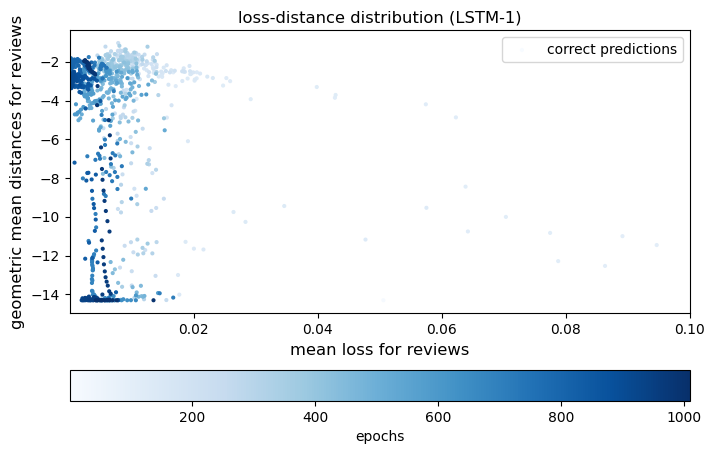 loss-distance distribution (LSTM-1)
correct predictions
geometric mean distances for reviews
−2
−4
−6
−8
−10
−12
−14
0.02 0.04 0.06 0.08 0.10
mean loss for reviews
200 400 600 800 1000
epochs